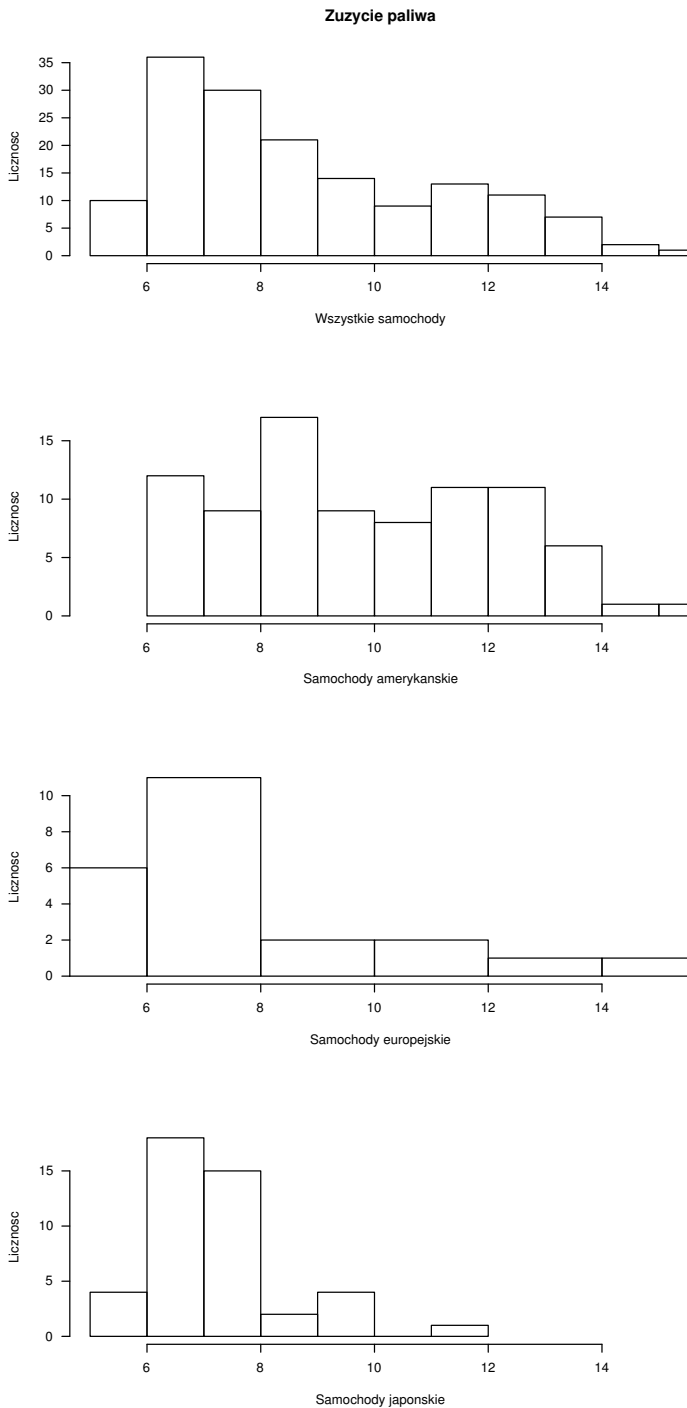 Zuzycie paliwa
Licznosc
35
30
25
20
15
10
5
0
6 8 10 12 14
Wszystkie samochody
Licznosc
15
10
5
0
6 8 10 12 14
Samochody amerykanskie
Licznosc
10
8
6
4
2
0
6 8 10 12 14
Samochody europejskie
Licznosc
15
10
5
0
6 8 10 12 14
Samochody japonskie